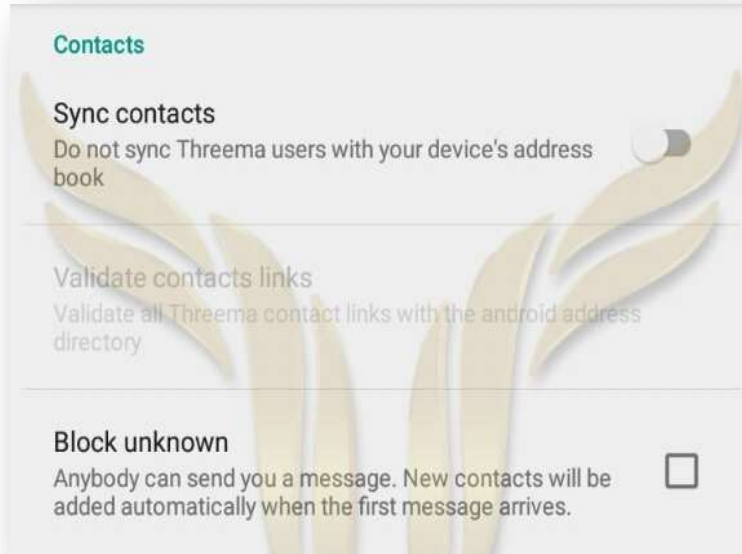 Contacts
Sync contacts
Do not sync Threema users with your device's address
book
Validate contacts links
Validate all Threema contact links with the android address
directory
Block unknown
Anybody can send you a message. New contacts will be
added automatically when the first message arrives.